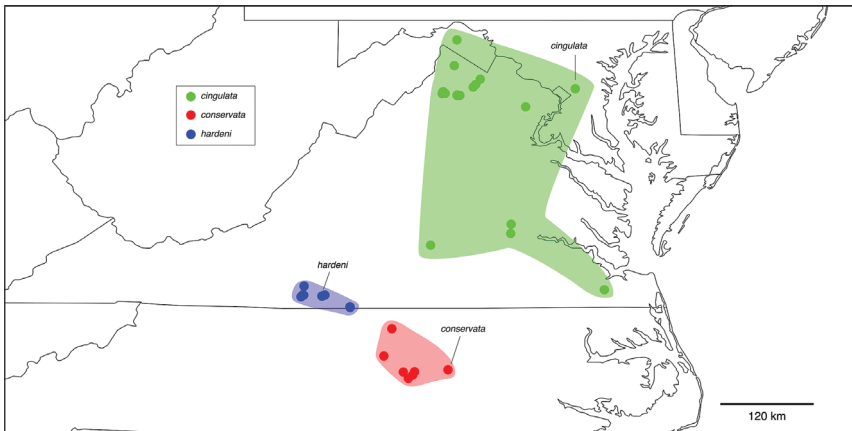 cingulata
cingulata
conservata
hardeni
hardeni
conservata
120 km